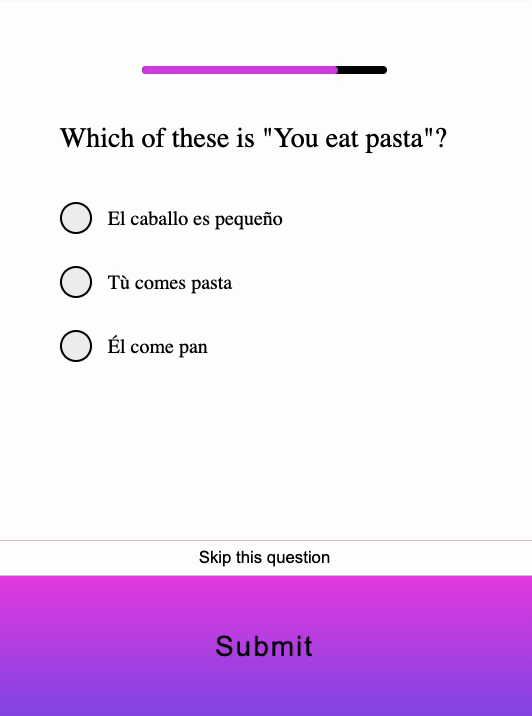 Which of these is "You eat pasta"?
El caballo es pequeño
Tù comes pasta
Él come pan
Skip this question
Submit